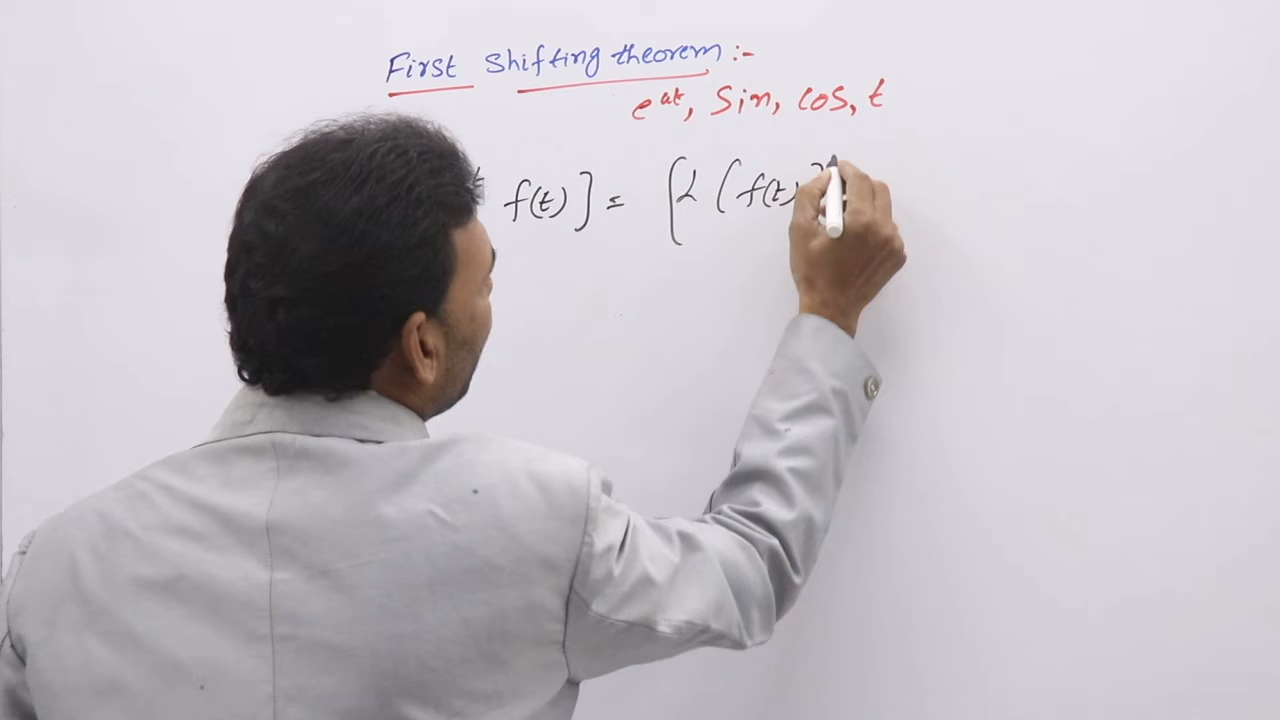 First Shifting theorem :-
e^at, Sin, cos, t
t f(t) ] = [ L ( f(t) )